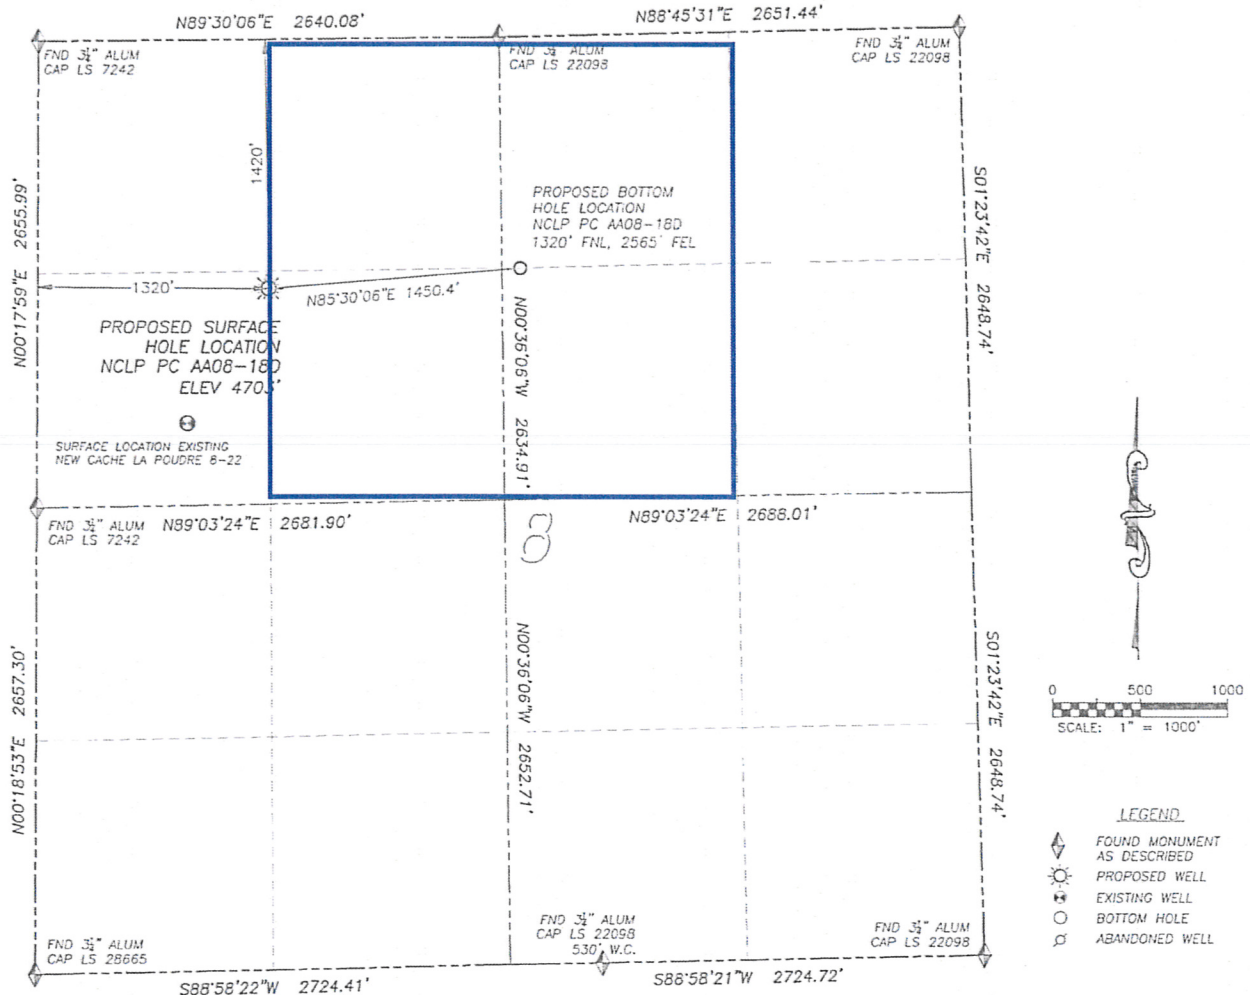 N89°30'06"E 2640.08'
N88°45'31"E 2651.44'
FND 3¼" ALUM
CAP LS 7242
FND 3¼" ALUM
CAP LS 22098
FND 3¼" ALUM
CAP LS 22098
1420'
N00°17'59"E 2655.99'
S01°23'42"E 2648.74'
PROPOSED BOTTOM
HOLE LOCATION
NCLP PC AA08-18D
1320' FNL, 2565' FEL
1320'
N85°30'06"E 1450.4'
PROPOSED SURFACE
HOLE LOCATION
NCLP PC AA08-18D
ELEV 4703'
N00°36'06"W 2634.91'
SURFACE LOCATION EXISTING
NEW CACHE LA POUDRE 8-22
FND 3¼" ALUM
CAP LS 7242
N89°03'24"E 2681.90'
N89°03'24"E 2688.01'
8
N00°18'53"E 2657.30'
N00°36'06"W 2652.71'
S01°23'42"E 2648.74'
0 500 1000
SCALE: 1" = 1000'
LEGEND
FOUND MONUMENT
AS DESCRIBED
PROPOSED WELL
EXISTING WELL
BOTTOM HOLE
ABANDONED WELL
FND 3¼" ALUM
CAP LS 28665
FND 3¼" ALUM
CAP LS 22098
530' W.C.
FND 3¼" ALUM
CAP LS 22098
S88°58'22"W 2724.41'
S88°58'21"W 2724.72'